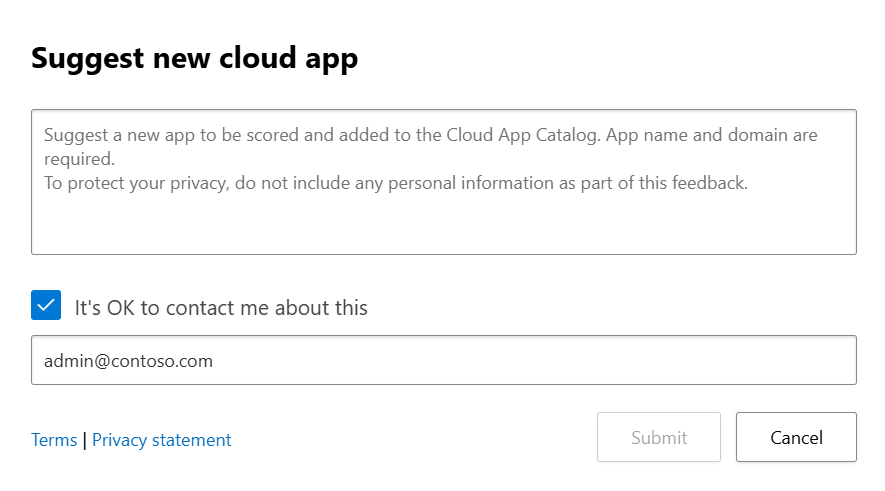 Suggest new cloud app
Suggest a new app to be scored and added to the Cloud App Catalog. App name and domain are
required.
To protect your privacy, do not include any personal information as part of this feedback.
It's OK to contact me about this
admin@contoso.com
Terms | Privacy statement
Submit
Cancel